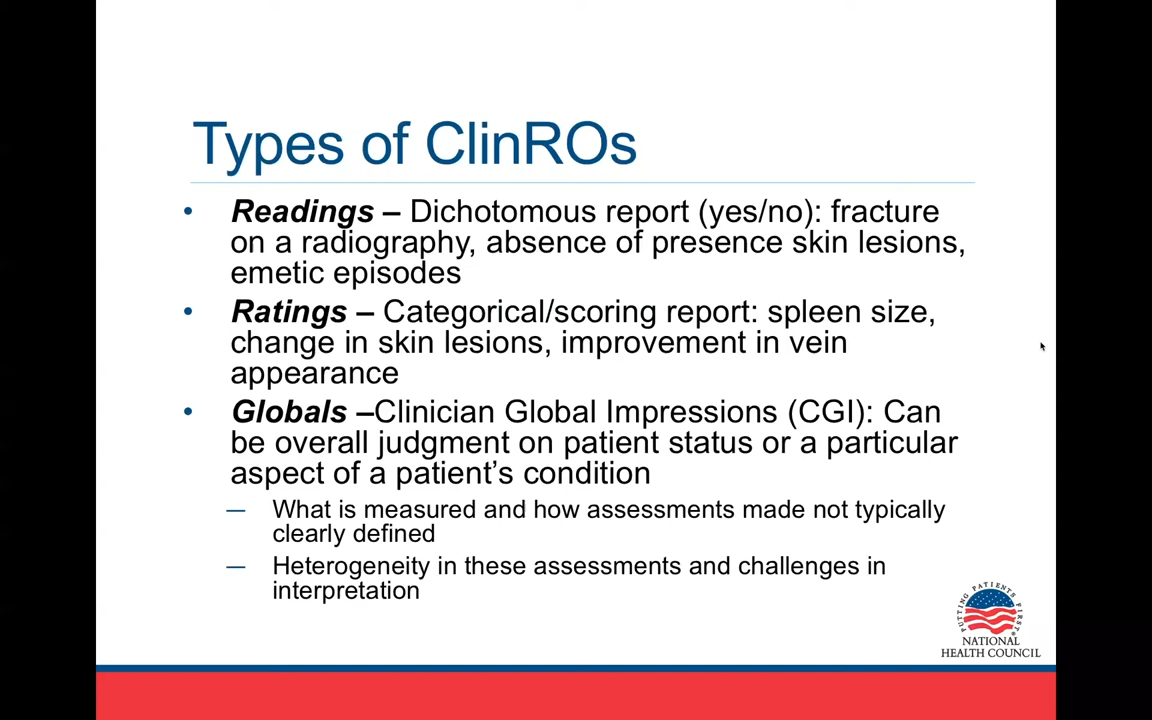 Types of ClinROs
• Readings – Dichotomous report (yes/no): fracture
on a radiography, absence of presence skin lesions,
emetic episodes
• Ratings – Categorical/scoring report: spleen size,
change in skin lesions, improvement in vein
appearance
• Globals –Clinician Global Impressions (CGI): Can
be overall judgment on patient status or a particular
aspect of a patient’s condition
— What is measured and how assessments made not typically
clearly defined
— Heterogeneity in these assessments and challenges in
interpretation
PUTTING PATIENTS FIRST®
NATIONAL
HEALTH COUNCIL